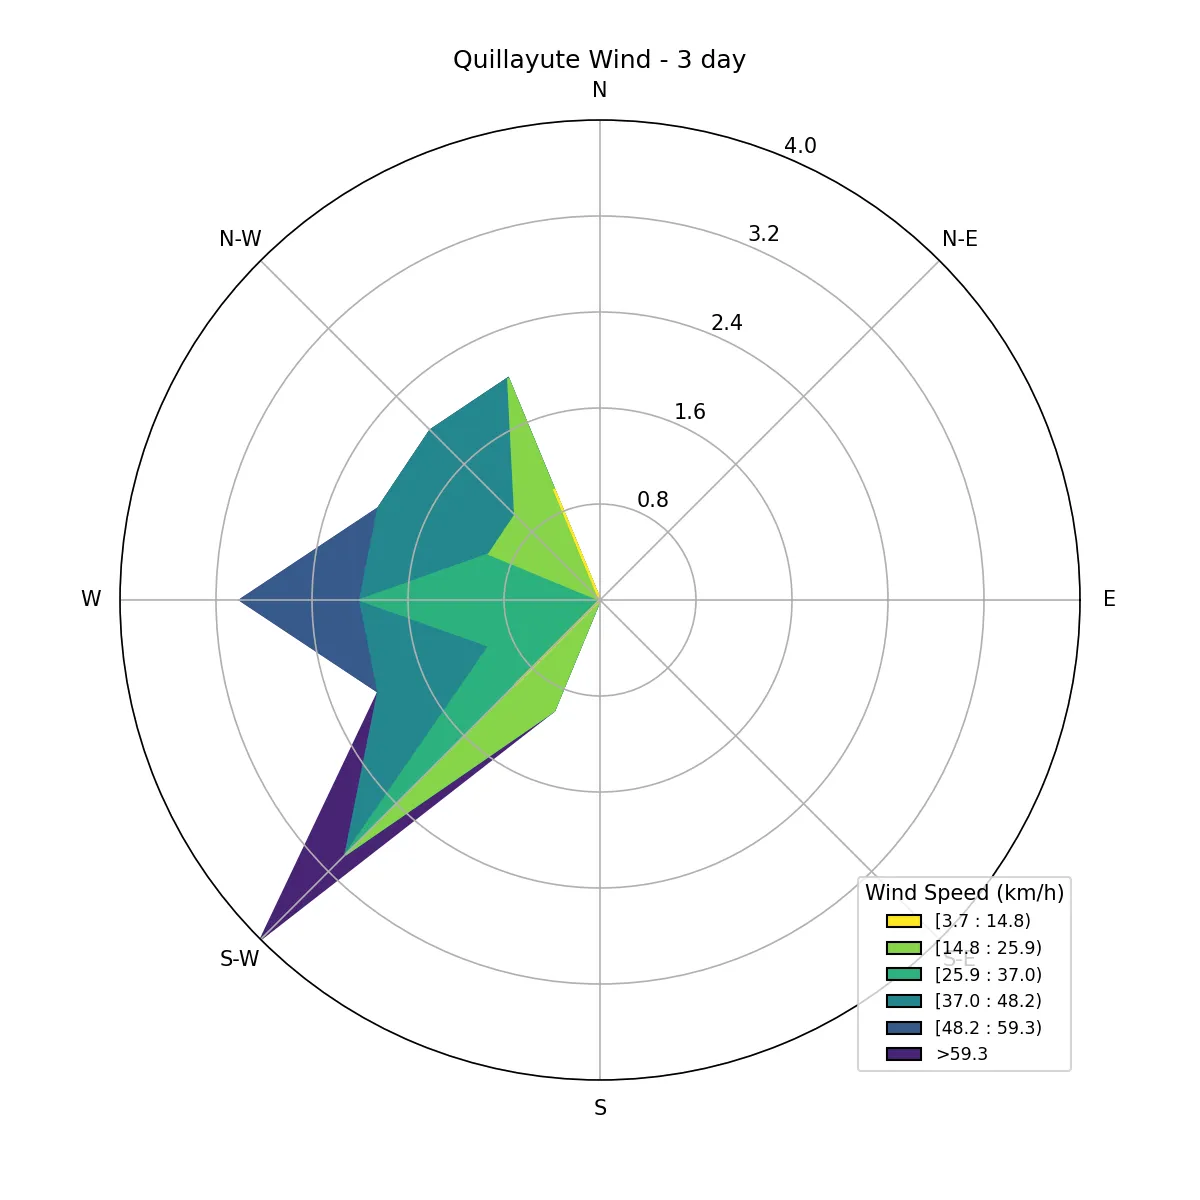 Quillayute Wind - 3 day
N
4.0
N-W
3.2
N-E
2.4
1.6
0.8
W
E
S-W
S-E
S
Wind Speed (km/h)
[3.7 : 14.8)
[14.8 : 25.9)
[25.9 : 37.0)
[37.0 : 48.2)
[48.2 : 59.3)
>59.3